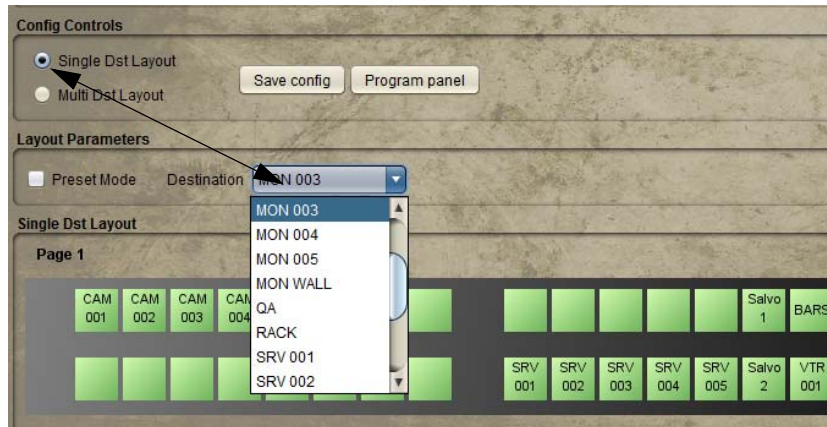 Config Controls
Single Dst Layout
Multi Dst Layout
Save config
Program panel
Layout Parameters
Preset Mode
Destination
MON 003
MON 003
MON 004
MON 005
MON WALL
QA
RACK
SRV 001
SRV 002
Single Dst Layout
Page 1
CAM 001
CAM 002
CAM 003
CAM 004
Salvo 1
BARS
SRV 001
SRV 002
SRV 003
SRV 004
SRV 005
Salvo 2
VTR 001